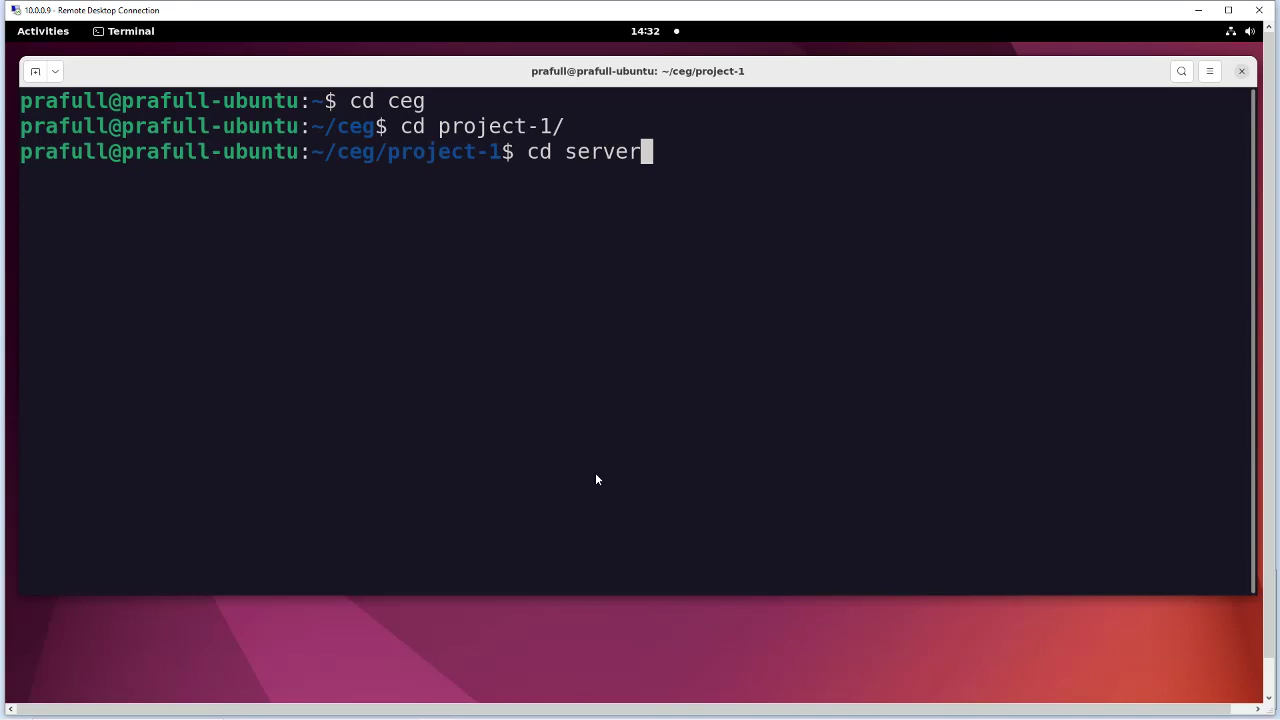 10.0.0.9 - Remote Desktop Connection
Activities Terminal 14:32
prafull@prafull-ubuntu: ~/ceg/project-1
prafull@prafull-ubuntu:~$ cd ceg
prafull@prafull-ubuntu:~/ceg$ cd project-1/
prafull@prafull-ubuntu:~/ceg/project-1$ cd server